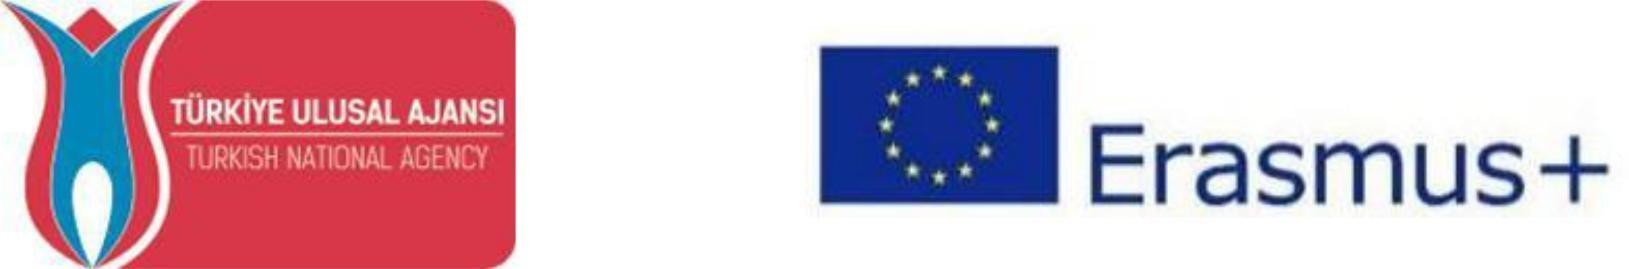 TÜRKİYE ULUSAL AJANSI
TURKISH NATIONAL AGENCY
Erasmus+